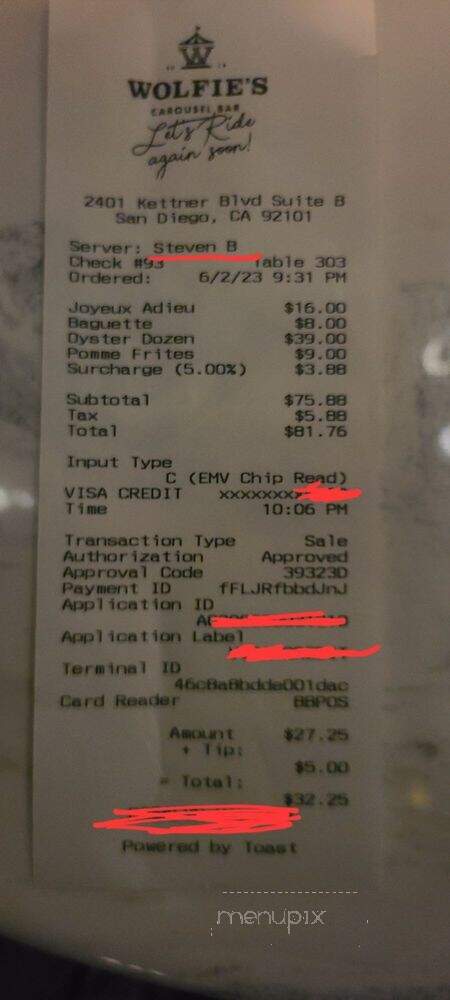 WOLFIE'S
CAROUSEL BAR
Let's Ride
again soon!
2401 Kettner Blvd Suite B
San Diego, CA 92101
Server: Steven B
Check #93 Table 303
Ordered: 6/2/23 9:31 PM
Joyeux Adieu $16.00
Baguette $8.00
Oyster Dozen $39.00
Pomme Frites $9.00
Surcharge (5.00%) $3.88
Subtotal $75.88
Tax $5.88
Total $81.76
Input Type
C (EMV Chip Read)
VISA CREDIT xxxxxxxx
Time 10:06 PM
Transaction Type Sale
Authorization Approved
Approval Code 39323D
Payment ID fFLJRfbbdJnJ
Application ID
Application Label
Terminal ID
46c8a8bdde001dac
Card Reader BBPOS
Amount $27.25
+ Tip:
$5.00
= Total:
$32.25
Powered by Toast
menupix